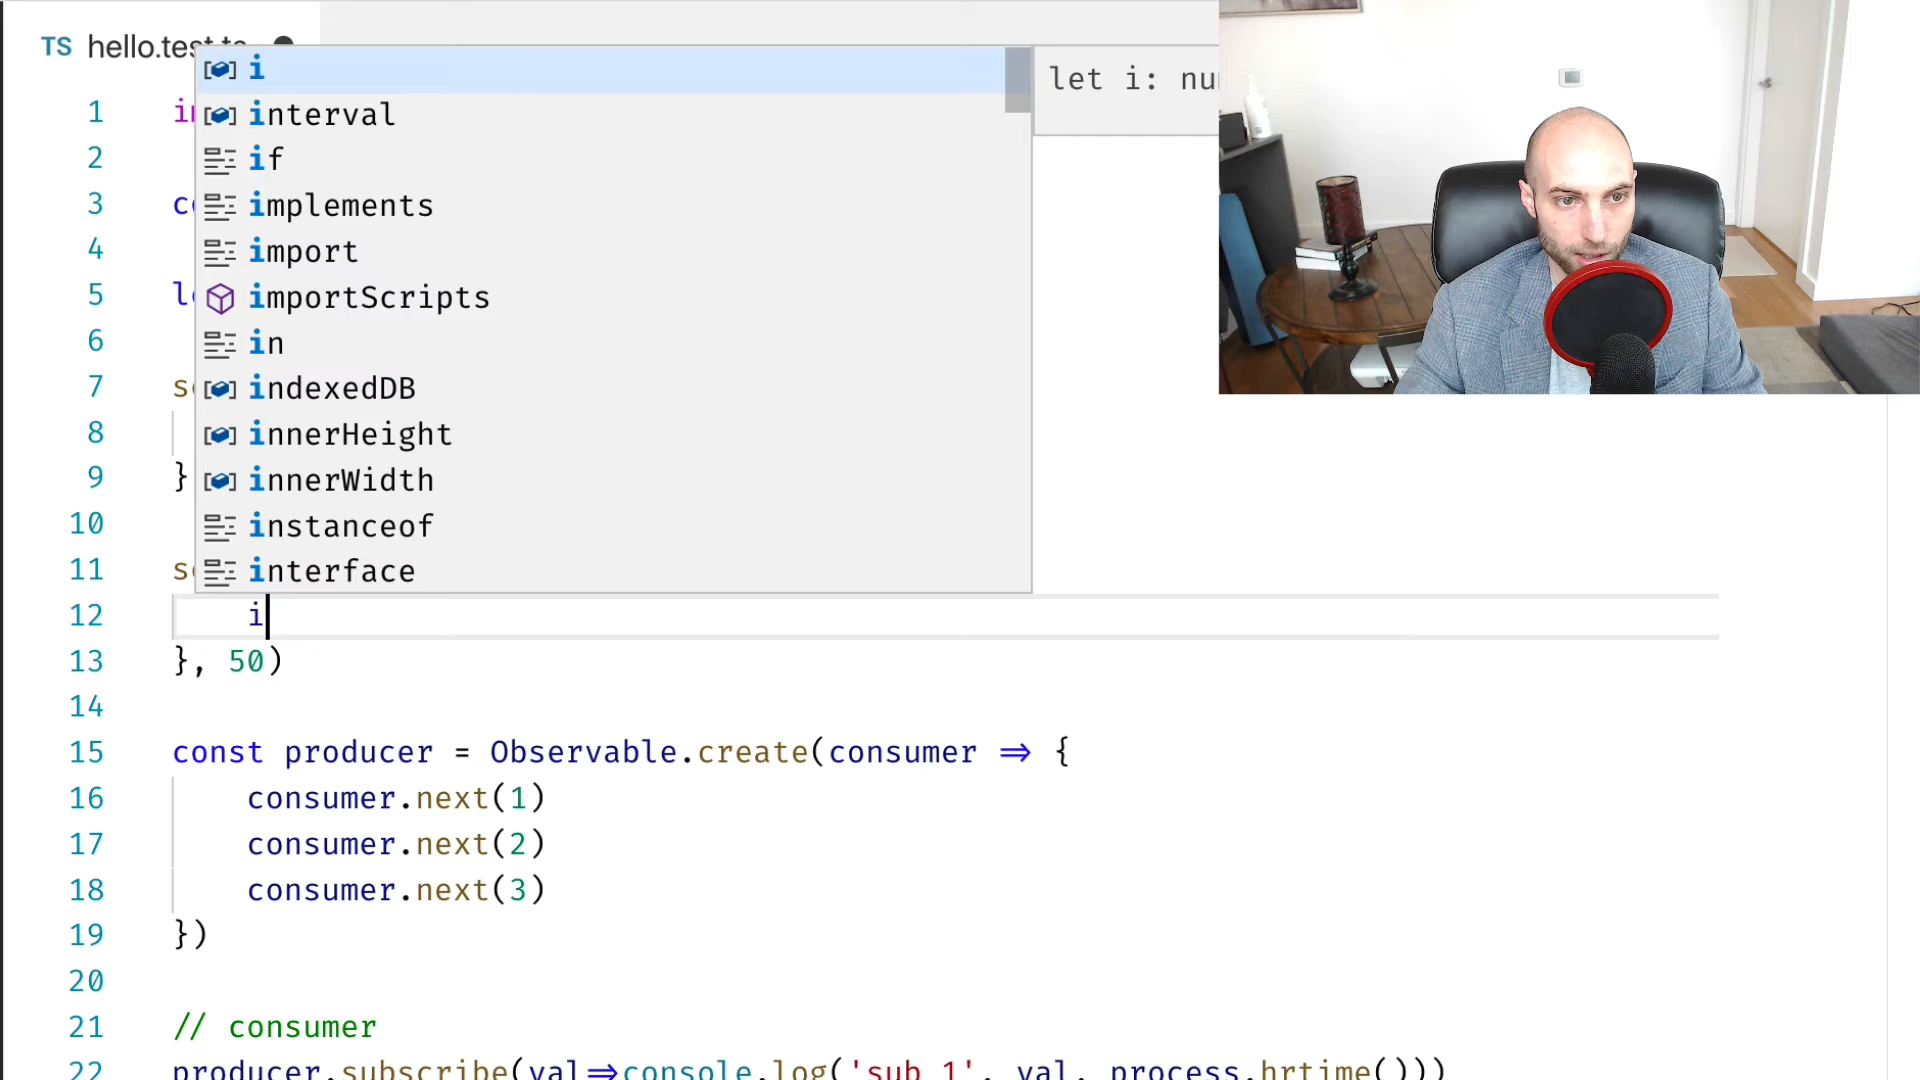 TS hello.test.ts
i
let i: nu
interval
if
implements
import
importScripts
in
indexedDB
innerHeight
innerWidth
instanceof
interface
1 i
2
3 c
4
5 l
6
7 s
8
9 }
10
11 s
12 i
13 }, 50)
14
15 const producer = Observable.create(consumer ⇒ {
16 consumer.next(1)
17 consumer.next(2)
18 consumer.next(3)
19 })
20
21 // consumer
22 producer.subscribe(val⇒console.log('sub 1', val, process.hrtime()))